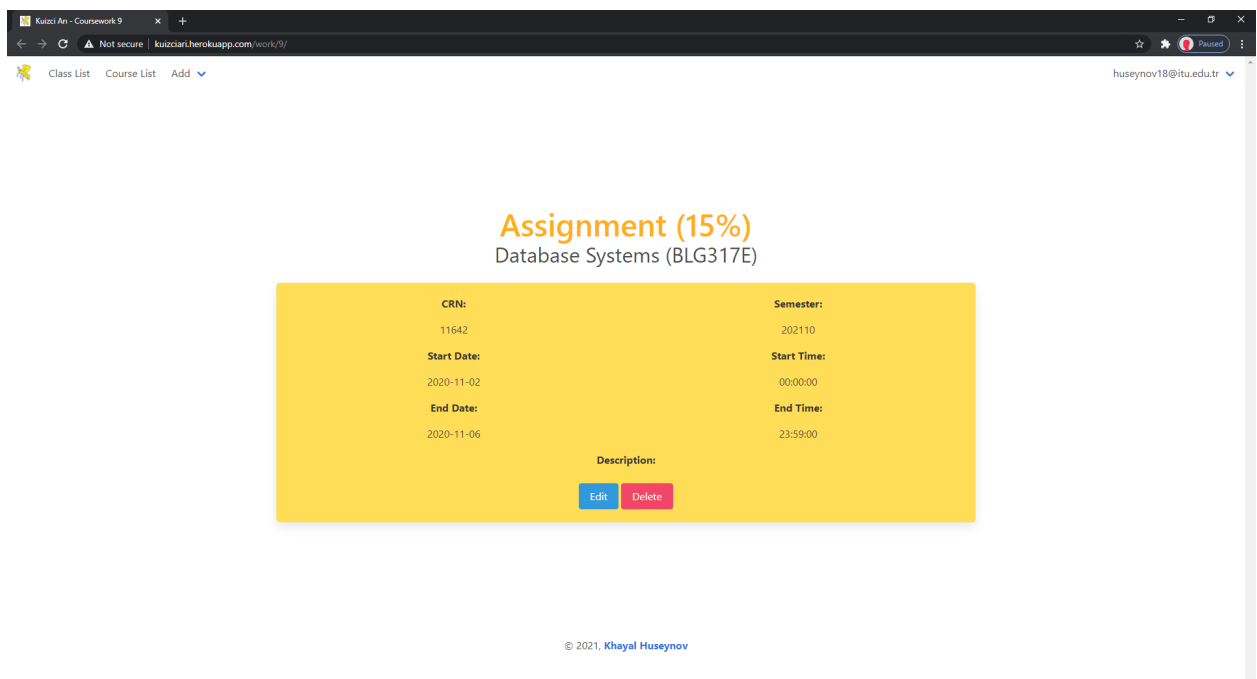 Kuizci Arı - Coursework 9
Not secure | kuizciari.herokuapp.com/work/9/
Paused
Class List Course List Add
huseynov18@itu.edu.tr
Assignment (15%)
Database Systems (BLG317E)
CRN: Semester:
11642 202110
Start Date: Start Time:
2020-11-02 00:00:00
End Date: End Time:
2020-11-06 23:59:00
Description:
Edit Delete
© 2021, Khayal Huseynov